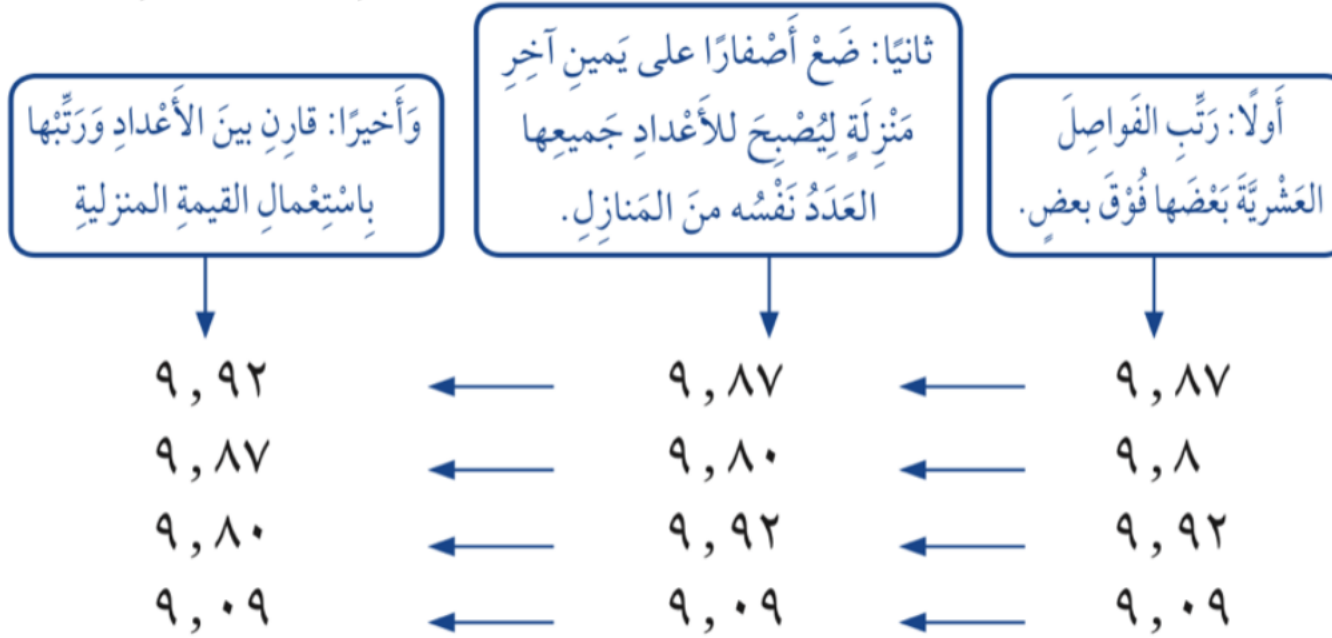 أَولًا: رَتِّبِ الفَواصِلَ
العَشْرِيَّةَ بَعْضَها فُوْقَ بعضٍ.
ثانيًا: ضَعْ أَصْفارًا على يَمينِ آخِرِ
مَنْزِلَةٍ لِيُصْبِحَ للأَعْدادِ جَميعِها
العَدَدُ نَفْسُه منَ المَنازِلِ.
وَأَخيرًا: قارِنِ بينَ الأَعْدادِ وَرَتِّبْها
بِاسْتِعْمالِ القيمةِ المنزليةِ
٩,٨٧ ٩,٨٧ ٩,٩٢
٩,٨ ٩,٨٠ ٩,٨٧
٩,٩٢ ٩,٩٢ ٩,٨٠
٩,٠٩ ٩,٠٩ ٩,٠٩